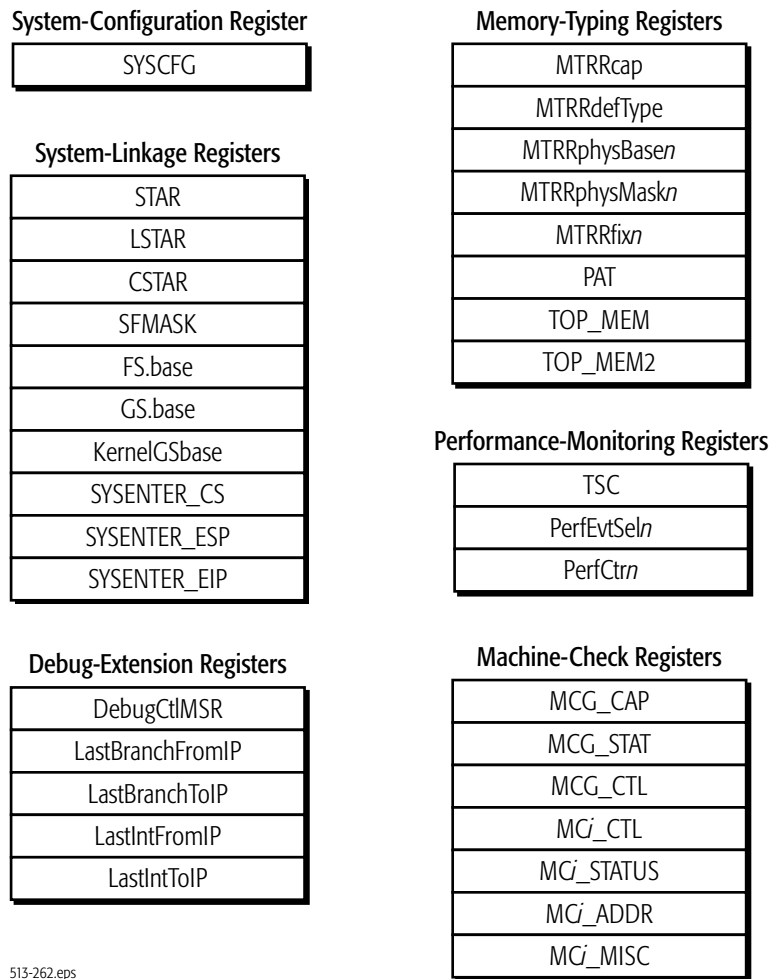 System-Configuration Register
SYSCFG
System-Linkage Registers
STAR
LSTAR
CSTAR
SFMASK
FS.base
GS.base
KernelGSbase
SYSENTER_CS
SYSENTER_ESP
SYSENTER_EIP
Debug-Extension Registers
DebugCtlMSR
LastBranchFromIP
LastBranchToIP
LastIntFromIP
LastIntToIP
513-262.eps
Memory-Typing Registers
MTRRcap
MTRRdefType
MTRRphysBasen
MTRRphysMaskn
MTRRfixn
PAT
TOP_MEM
TOP_MEM2
Performance-Monitoring Registers
TSC
PerfEvtSeln
PerfCtrn
Machine-Check Registers
MCG_CAP
MCG_STAT
MCG_CTL
MCi_CTL
MCi_STATUS
MCi_ADDR
MCi_MISC